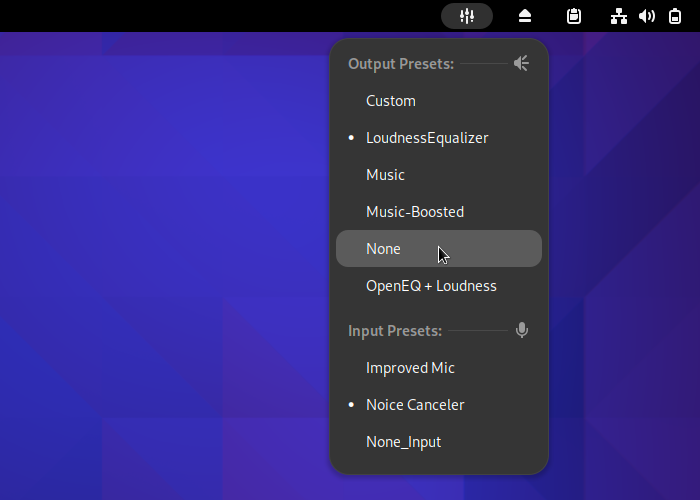 Output Presets:
Custom
LoudnessEqualizer
Music
Music-Boosted
None
OpenEQ + Loudness
Input Presets:
Improved Mic
Noice Canceler
None_Input